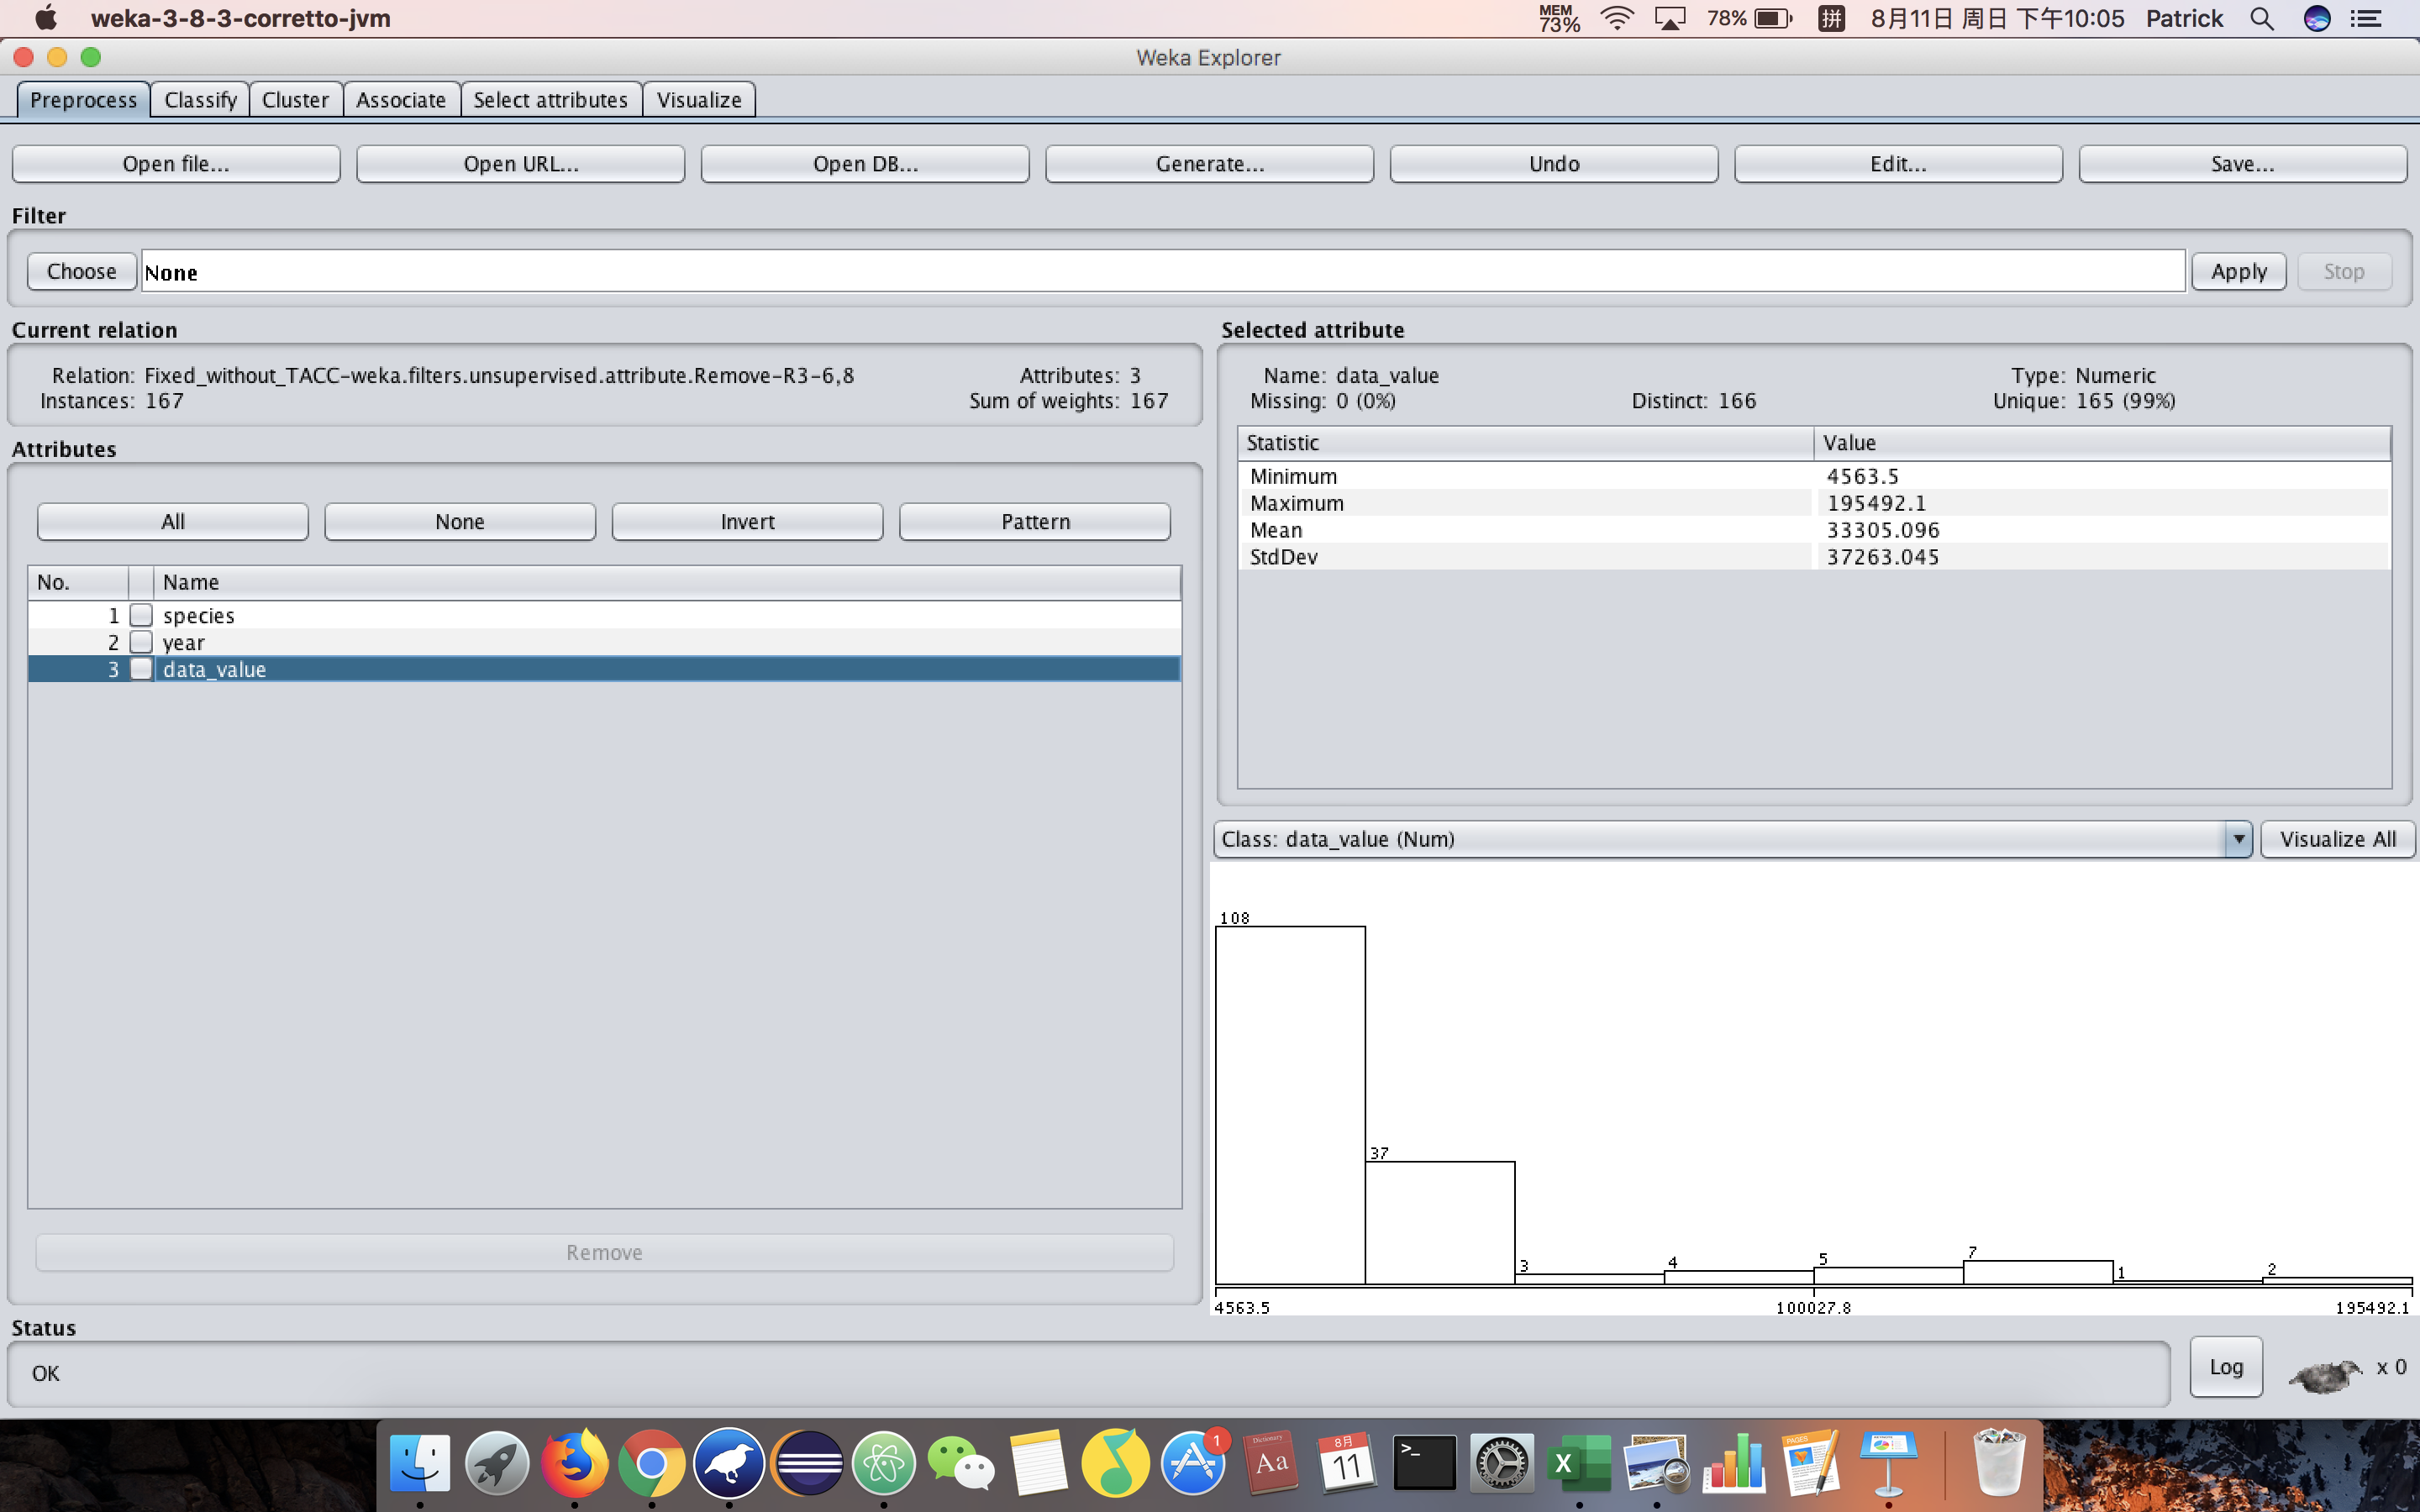 weka-3-8-3-corretto-jvm MEM 73% 78% 拼 8月11日 周日 下午10:05 Patrick
Weka Explorer
Preprocess Classify Cluster Associate Select attributes Visualize
Open file... Open URL... Open DB... Generate... Undo Edit... Save...
Filter
Choose None Apply Stop
Current relation
Relation: Fixed_without_TACC-weka.filters.unsupervised.attribute.Remove-R3-6,8 Attributes: 3
Instances: 167 Sum of weights: 167
Attributes
All None Invert Pattern
No. Name
1 species
2 year
3 data_value
Remove
Selected attribute
Name: data_value Type: Numeric
Missing: 0 (0%) Distinct: 166 Unique: 165 (99%)
Statistic Value
Minimum 4563.5
Maximum 195492.1
Mean 33305.096
StdDev 37263.045
Class: data_value (Num) Visualize All
108
37
3 4 5 7 1 2
4563.5 100027.8 195492.1
Status
OK Log x 0
1
Dictionary
Aa
8月
11
>_
X
PAGES